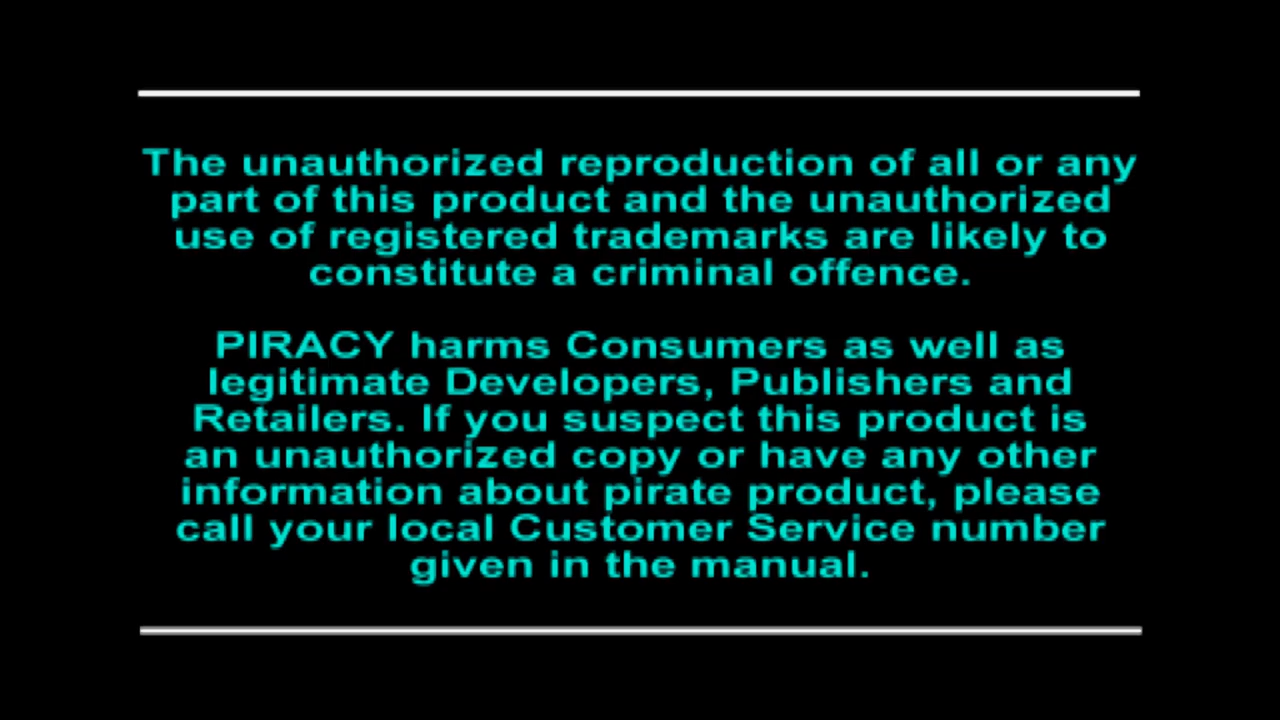 The unauthorized reproduction of all or any
part of this product and the unauthorized
use of registered trademarks are likely to
constitute a criminal offence.
PIRACY harms Consumers as well as
legitimate Developers, Publishers and
Retailers. If you suspect this product is
an unauthorized copy or have any other
information about pirate product, please
call your local Customer Service number
given in the manual.